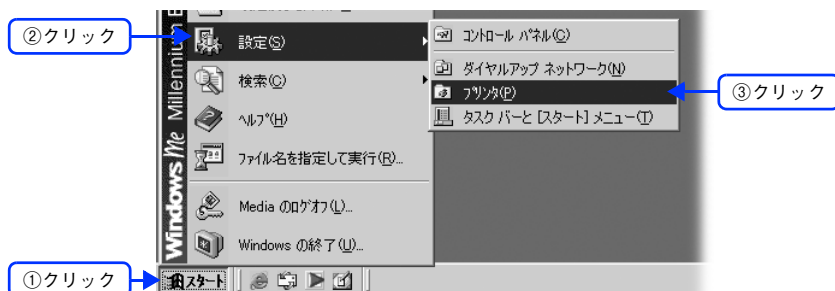 ②クリック
設定(S)
検索(C)
ヘルプ(H)
ファイル名を指定して実行(R)...
Media のログオフ(L)...
Windows の終了(U)...
コントロール パネル(C)
ダイヤルアップ ネットワーク(N)
プリンタ(P)
タスク バーと [スタート] メニュー(T)
③クリック
Windows Me Millennium
①クリック
スタート